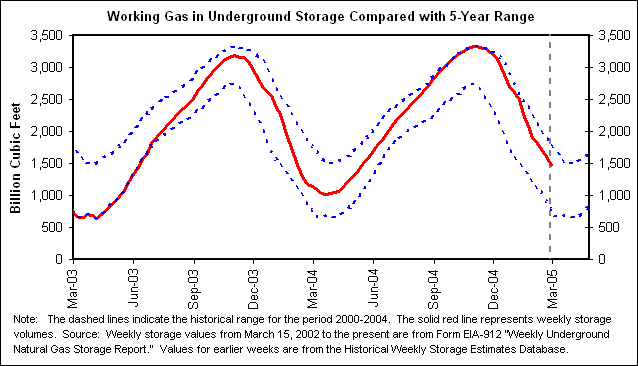 Working Gas in Underground Storage Compared with 5-Year Range
3,500 3,500
3,000 3,000
2,500 2,500
2,000 2,000
1,500 1,500
1,000 1,000
500 500
0 0
Billion Cubic Feet
Mar-03 Jun-03 Sep-03 Dec-03 Mar-04 Jun-04 Sep-04 Dec-04 Mar-05
Note: The dashed lines indicate the historical range for the period 2000-2004. The solid red line represents weekly storage
volumes. Source: Weekly storage values from March 15, 2002 to the present are from Form EIA-912 "Weekly Underground
Natural Gas Storage Report." Values for earlier weeks are from the Historical Weekly Storage Estimates Database.